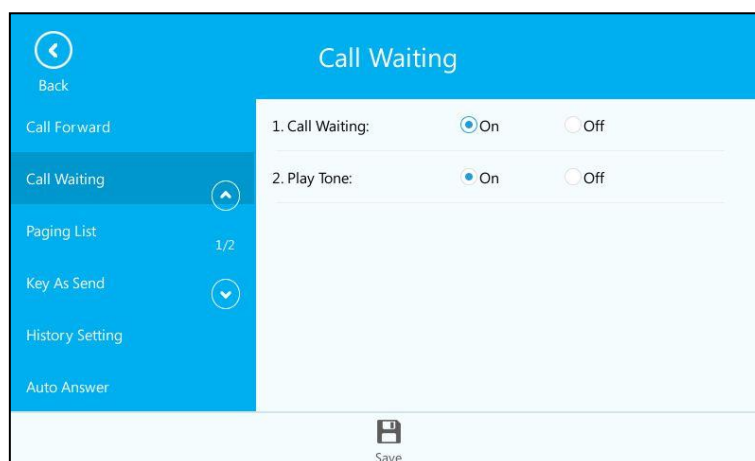 Back
Call Waiting
Call Forward
Call Waiting
Paging List
1/2
Key As Send
History Setting
Auto Answer
1. Call Waiting: On Off
2. Play Tone: On Off
Save